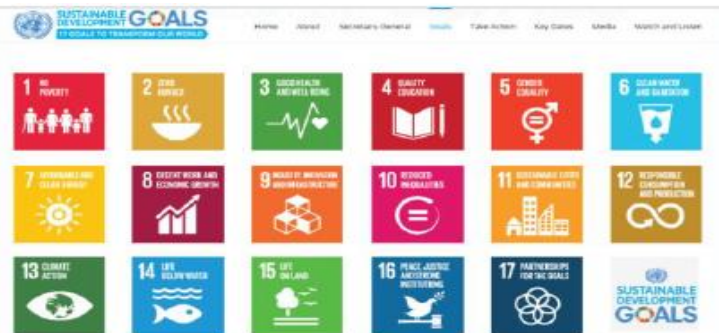 SUSTAINABLE
DEVELOPMENT GOALS
17 GOALS TO TRANSFORM OUR WORLD
Home About Secretary-General Goals Take Action Key Dates Media Watch and Listen
1 NO
POVERTY
2 ZERO
HUNGER
3 GOOD HEALTH
AND WELL BEING
4 QUALITY
EDUCATION
5 GENDER
EQUALITY
6 CLEAN WATER
AND SANITATION
7 AFFORDABLE AND
CLEAN ENERGY
8 DECENT WORK AND
ECONOMIC GROWTH
9 INDUSTRY, INNOVATION
AND INFRASTRUCTURE
10 REDUCED
INEQUALITIES
11 SUSTAINABLE CITIES
AND COMMUNITIES
12 RESPONSIBLE
CONSUMPTION
AND PRODUCTION
13 CLIMATE
ACTION
14 LIFE
BELOW WATER
15 LIFE
ON LAND
16 PEACE, JUSTICE
AND STRONG
INSTITUTIONS
17 PARTNERSHIPS
FOR THE GOALS
SUSTAINABLE
DEVELOPMENT
GOALS